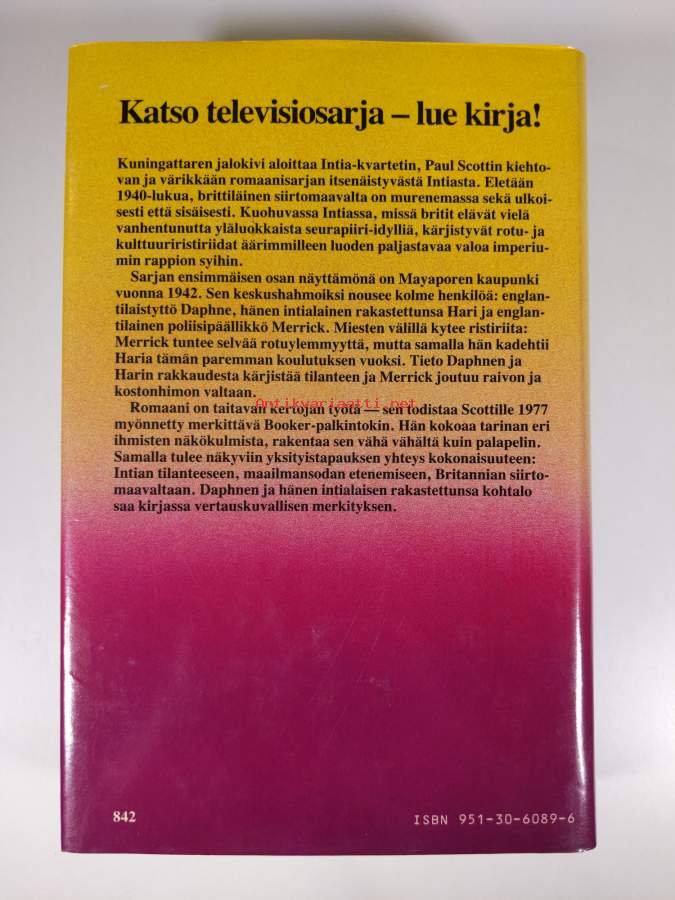 Katso televisiosarja – lue kirja!
Kuningattaren jalokivi aloittaa Intia-kvartetin, Paul Scottin kiehto-
van ja värikkään romaanisarjan itsenäistyvästä Intiasta. Eletään
1940-lukua, brittiläinen siirtomaavalta on murenemassa sekä ulkoi-
sesti että sisäisesti. Kuohuvassa Intiassa, missä britit elävät vielä
vanhentunutta yläluokkaista seurapiiri-idylliä, kärjistyvät rotu- ja
kulttuuriristiriidat äärimmilleen luoden paljastavaa valoa imperiu-
min rappion syihin.
Sarjan ensimmäisen osan näyttämönä on Mayaporen kaupunki
vuonna 1942. Sen keskushahmoiksi nousee kolme henkilöä: englan-
tilaistyttö Daphne, hänen intialainen rakastettunsa Hari ja englan-
tilainen poliisipäällikkö Merrick. Miesten välillä kytee ristiriita:
Merrick tuntee selvää rotuylemmyyttä, mutta samalla hän kadehtii
Haria tämän paremman koulutuksen vuoksi. Tieto Daphnen ja
Harin rakkaudesta kärjistää tilanteen ja Merrick joutuu raivon ja
kostonhimon valtaan.
Antikvariaatti.net
Romaani on taitavan kertojan työtä — sen todistaa Scottille 1977
myönnetty merkittävä Booker-palkintokin. Hän kokoaa tarinan eri
ihmisten näkökulmista, rakentaa sen vähä vähältä kuin palapelin.
Samalla tulee näkyviin yksityistapauksen yhteys kokonaisuuteen:
Intian tilanteeseen, maailmansodan etenemiseen, Britannian siirto-
maavaltaan. Daphnen ja hänen intialaisen rakastettunsa kohtalo
saa kirjassa vertauskuvallisen merkityksen.
842
ISBN 951-30-6089-6